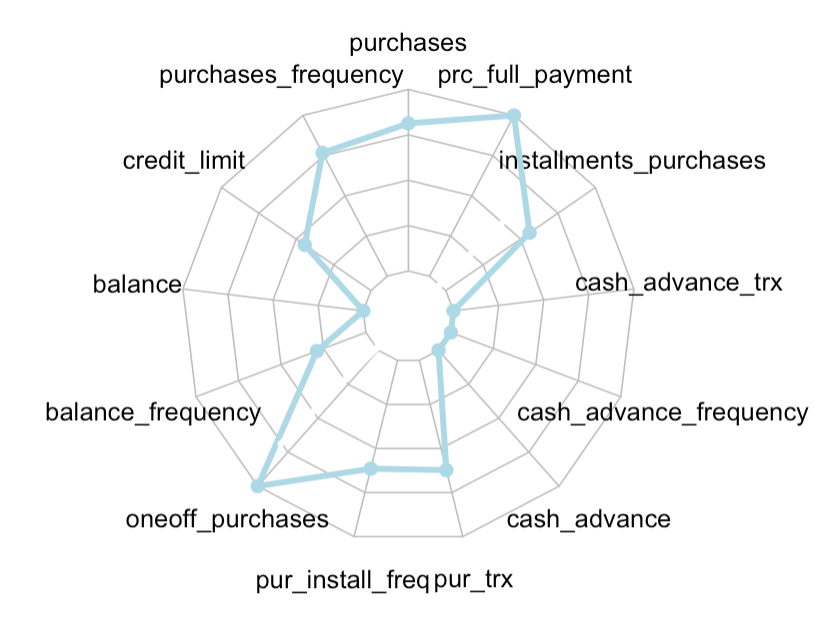 purchases
purchases_frequency
prc_full_payment
credit_limit
installments_purchases
balance
cash_advance_trx
balance_frequency
cash_advance_frequency
oneoff_purchases
cash_advance
pur_install_freq
pur_trx